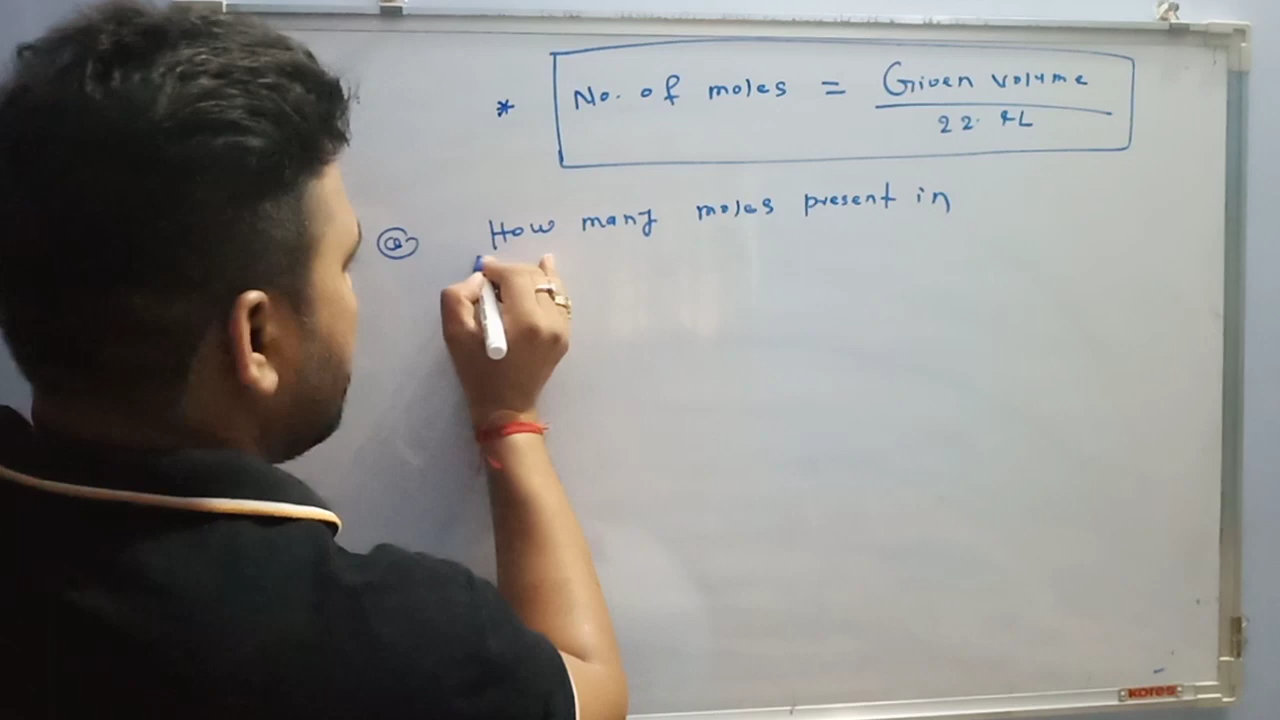 * No. of moles = Given volume
22.4L
Q How many moles present in
kores